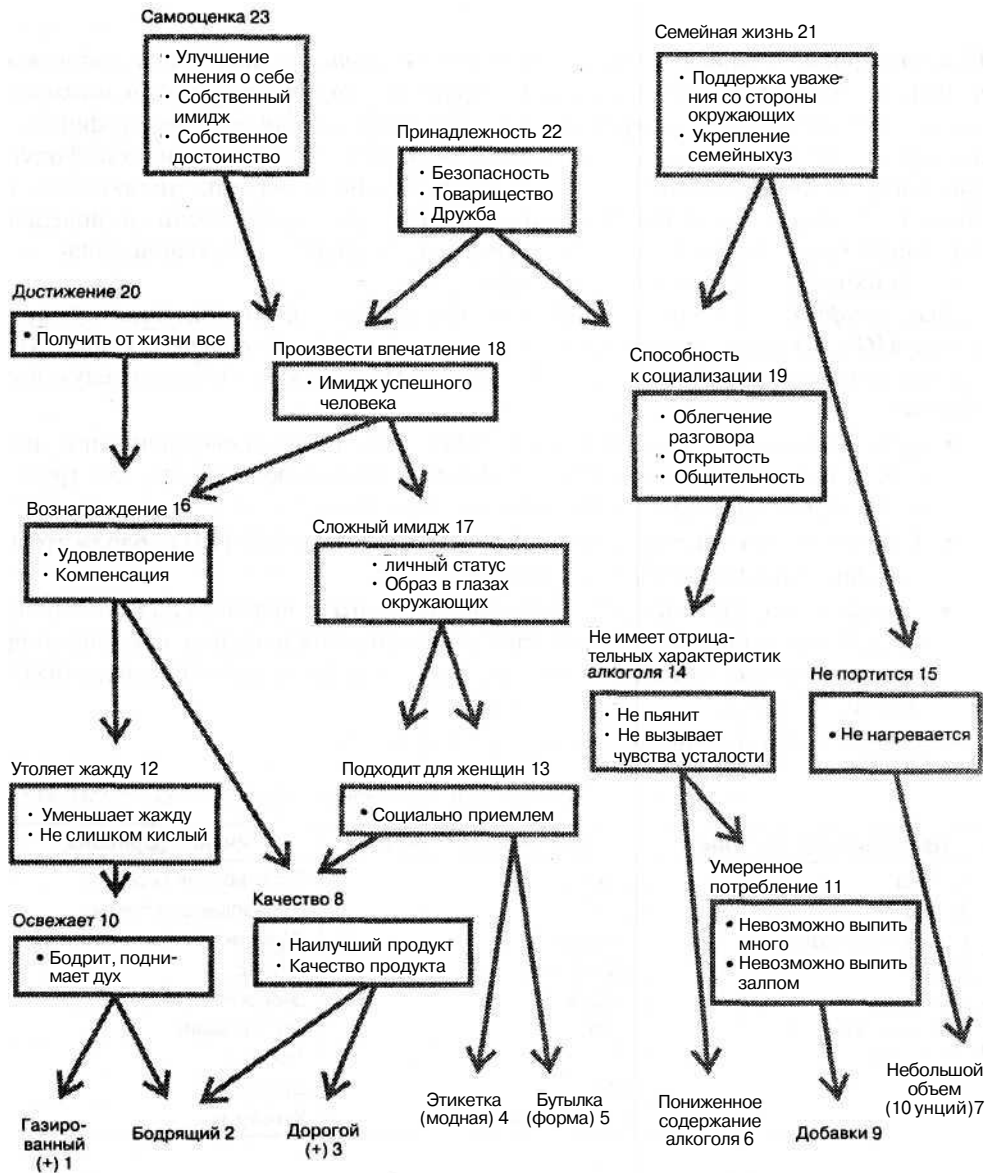 Самооценка 23
• Улучшение
мнения о себе
• Собственный
имидж
• Собственное
достоинство
Семейная жизнь 21
• Поддержка уваже-
ния со стороны
окружающих
• Укрепление
семейныхуз
Принадлежность 22
• Безопасность
• Товарищество
• Дружба
Достижение 20
• Получить от жизни все
Произвести впечатление 18
• Имидж успешного
человека
Способность
к социализации 19
• Облегчение
разговора
• Открытость
• Общительность
Вознаграждение 16
• Удовлетворение
• Компенсация
Сложный имидж 17
• личный статус
• Образ в глазах
окружающих
Не имеет отрица-
тельных характеристик
алкоголя 14
• Не пьянит
• Не вызывает
чувства усталости
Не портится 15
• Не нагревается
Утоляет жажду 12
• Уменьшает жажду
• Не слишком кислый
Подходит для женщин 13
• Социально приемлем
Умеренное
потребление 11
• Невозможно выпить
много
• Невозможно выпить
залпом
Освежает 10
• Бодрит, подни-
мает дух
Качество 8
• Наилучший продукт
• Качество продукта
Газиро-
ванный
(+) 1
Бодрящий 2
Дорогой
(+) 3
Этикетка
(модная) 4
Бутылка
(форма) 5
Пониженное
содержание
алкоголя 6
Добавки 9
Небольшой
объем
(10 унций)7